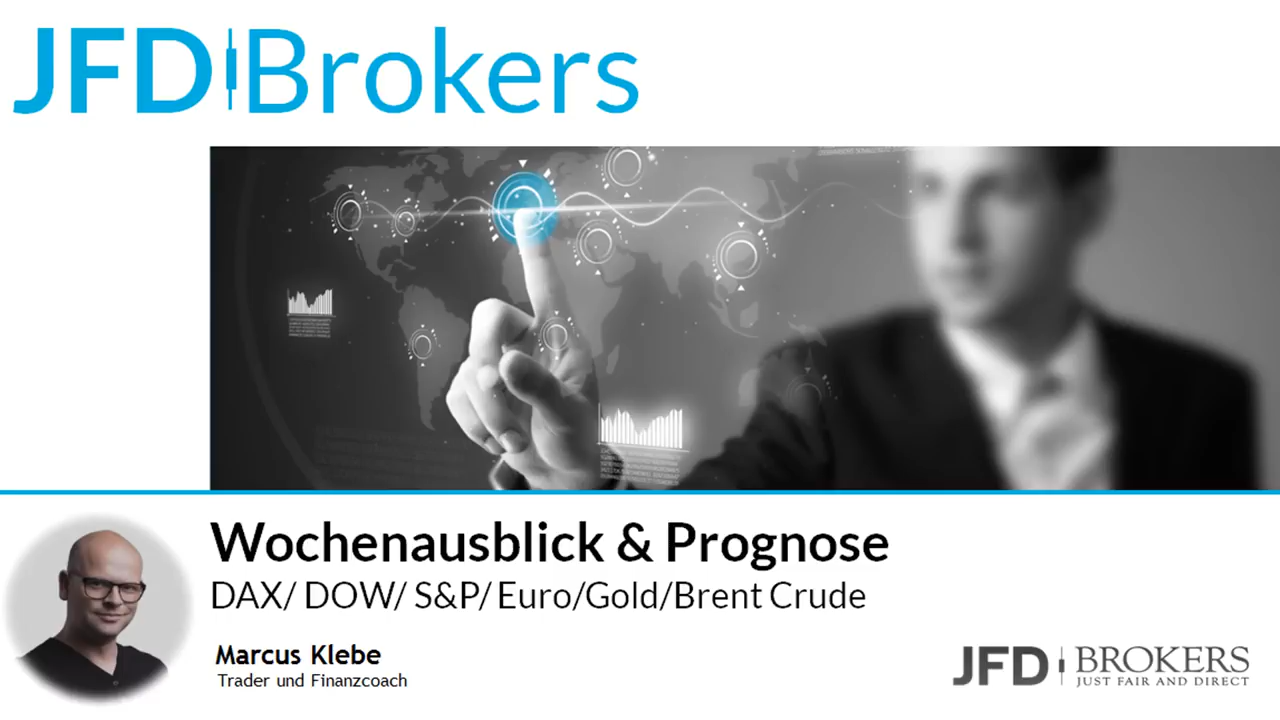 JFD Brokers
Wochenausblick & Prognose
DAX/ DOW/ S&P/ Euro/Gold/Brent Crude
Marcus Klebe
Trader und Finanzcoach
JFD BROKERS
JUST FAIR AND DIRECT